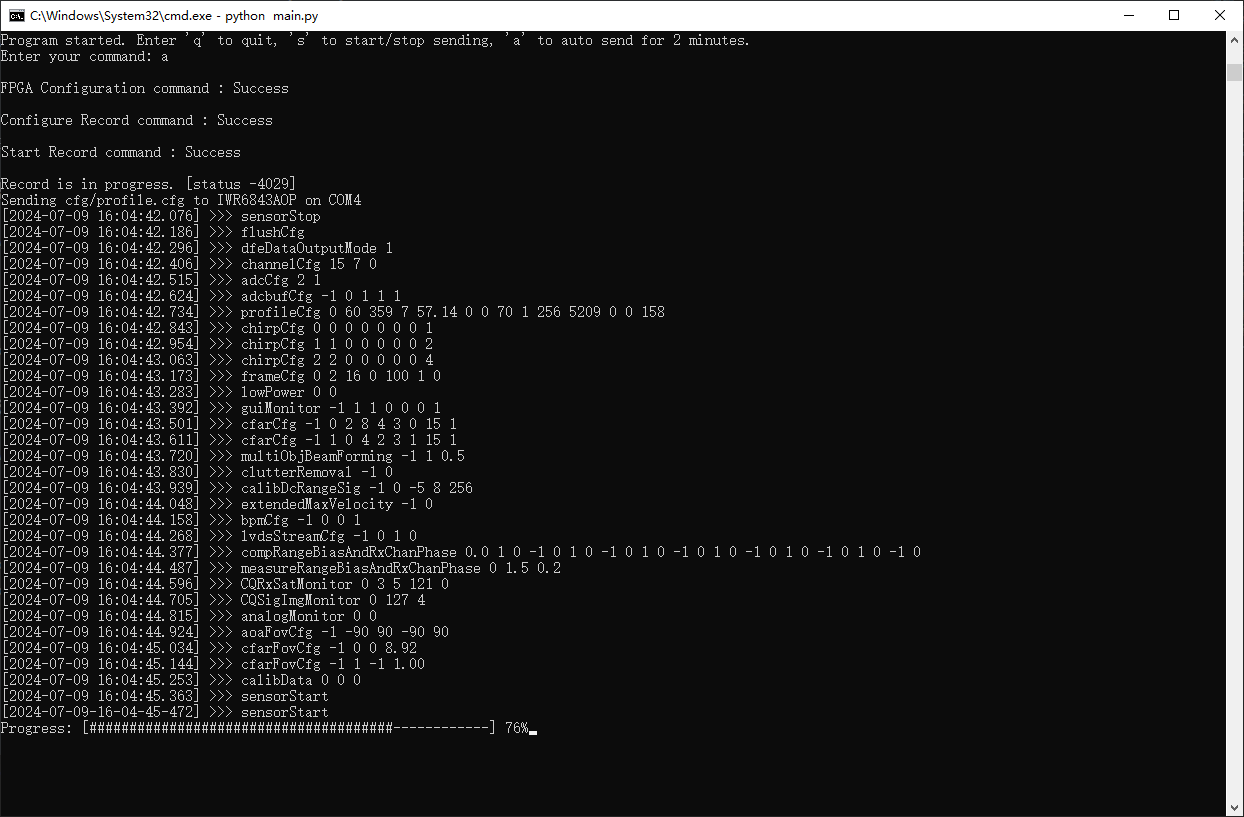 C:\Windows\System32\cmd.exe - python  main.py
Program started. Enter 'q' to quit, 's' to start/stop sending, 'a' to auto send for 2 minutes.
Enter your command: a
FPGA Configuration command : Success
Configure Record command : Success
Start Record command : Success
Record is in progress. [status -4029]
Sending cfg/profile.cfg to IWR6843AOP on COM4
[2024-07-09 16:04:42.076] >>> sensorStop
[2024-07-09 16:04:42.186] >>> flushCfg
[2024-07-09 16:04:42.296] >>> dfeDataOutputMode 1
[2024-07-09 16:04:42.406] >>> channelCfg 15 7 0
[2024-07-09 16:04:42.515] >>> adcCfg 2 1
[2024-07-09 16:04:42.624] >>> adcbufCfg -1 0 1 1 1
[2024-07-09 16:04:42.734] >>> profileCfg 0 60 359 7 57.14 0 0 70 1 256 5209 0 0 158
[2024-07-09 16:04:42.843] >>> chirpCfg 0 0 0 0 0 0 0 1
[2024-07-09 16:04:42.954] >>> chirpCfg 1 1 0 0 0 0 0 2
[2024-07-09 16:04:43.063] >>> chirpCfg 2 2 0 0 0 0 0 4
[2024-07-09 16:04:43.173] >>> frameCfg 0 2 16 0 100 1 0
[2024-07-09 16:04:43.283] >>> lowPower 0 0
[2024-07-09 16:04:43.392] >>> guiMonitor -1 1 1 0 0 0 1
[2024-07-09 16:04:43.501] >>> cfarCfg -1 0 2 8 4 3 0 15 1
[2024-07-09 16:04:43.611] >>> cfarCfg -1 1 0 4 2 3 1 15 1
[2024-07-09 16:04:43.720] >>> multiObjBeamForming -1 1 0.5
[2024-07-09 16:04:43.830] >>> clutterRemoval -1 0
[2024-07-09 16:04:43.939] >>> calibDcRangeSig -1 0 -5 8 256
[2024-07-09 16:04:44.048] >>> extendedMaxVelocity -1 0
[2024-07-09 16:04:44.158] >>> bpmCfg -1 0 0 1
[2024-07-09 16:04:44.268] >>> lvdsStreamCfg -1 0 1 0
[2024-07-09 16:04:44.377] >>> compRangeBiasAndRxChanPhase 0.0 1 0 -1 0 1 0 -1 0 1 0 -1 0 1 0 -1 0 1 0 -1 0 1 0 -1 0
[2024-07-09 16:04:44.487] >>> measureRangeBiasAndRxChanPhase 0 1.5 0.2
[2024-07-09 16:04:44.596] >>> CQRxSatMonitor 0 3 5 121 0
[2024-07-09 16:04:44.705] >>> CQSigImgMonitor 0 127 4
[2024-07-09 16:04:44.815] >>> analogMonitor 0 0
[2024-07-09 16:04:44.924] >>> aoaFovCfg -1 -90 90 -90 90
[2024-07-09 16:04:45.034] >>> cfarFovCfg -1 0 0 8.92
[2024-07-09 16:04:45.144] >>> cfarFovCfg -1 1 -1 1.00
[2024-07-09 16:04:45.253] >>> calibData 0 0 0
[2024-07-09 16:04:45.363] >>> sensorStart
[2024-07-09-16-04-45-472] >>> sensorStart
Progress: [######################################------------] 76%